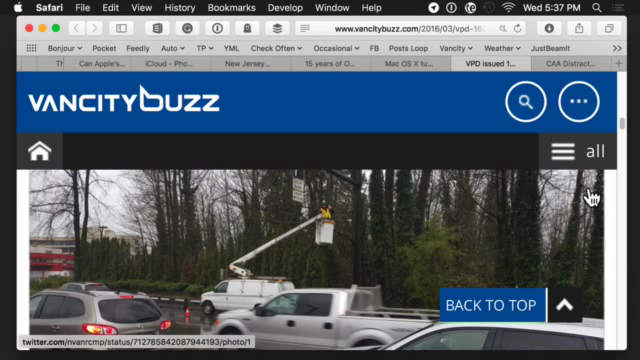 Safari File Edit View History Bookmarks Develop Window Help Wed 5:37 PM
www.vancitybuzz.com/2016/03/vpd-160
Bonjour Pocket Feedly Auto TP YML Check Often Occasional FB Posts Loop Vancity Weather JustBeamIt
Th Can Apple's... iCloud - Pho... New Jersey... 15 years of O... Mac OS X tu... VPD issued 1... CAA Distract...
VANCITYBUZZ
all
BACK TO TOP
twitter.com/nvanrcmp/status/712785842087944193/photo/1